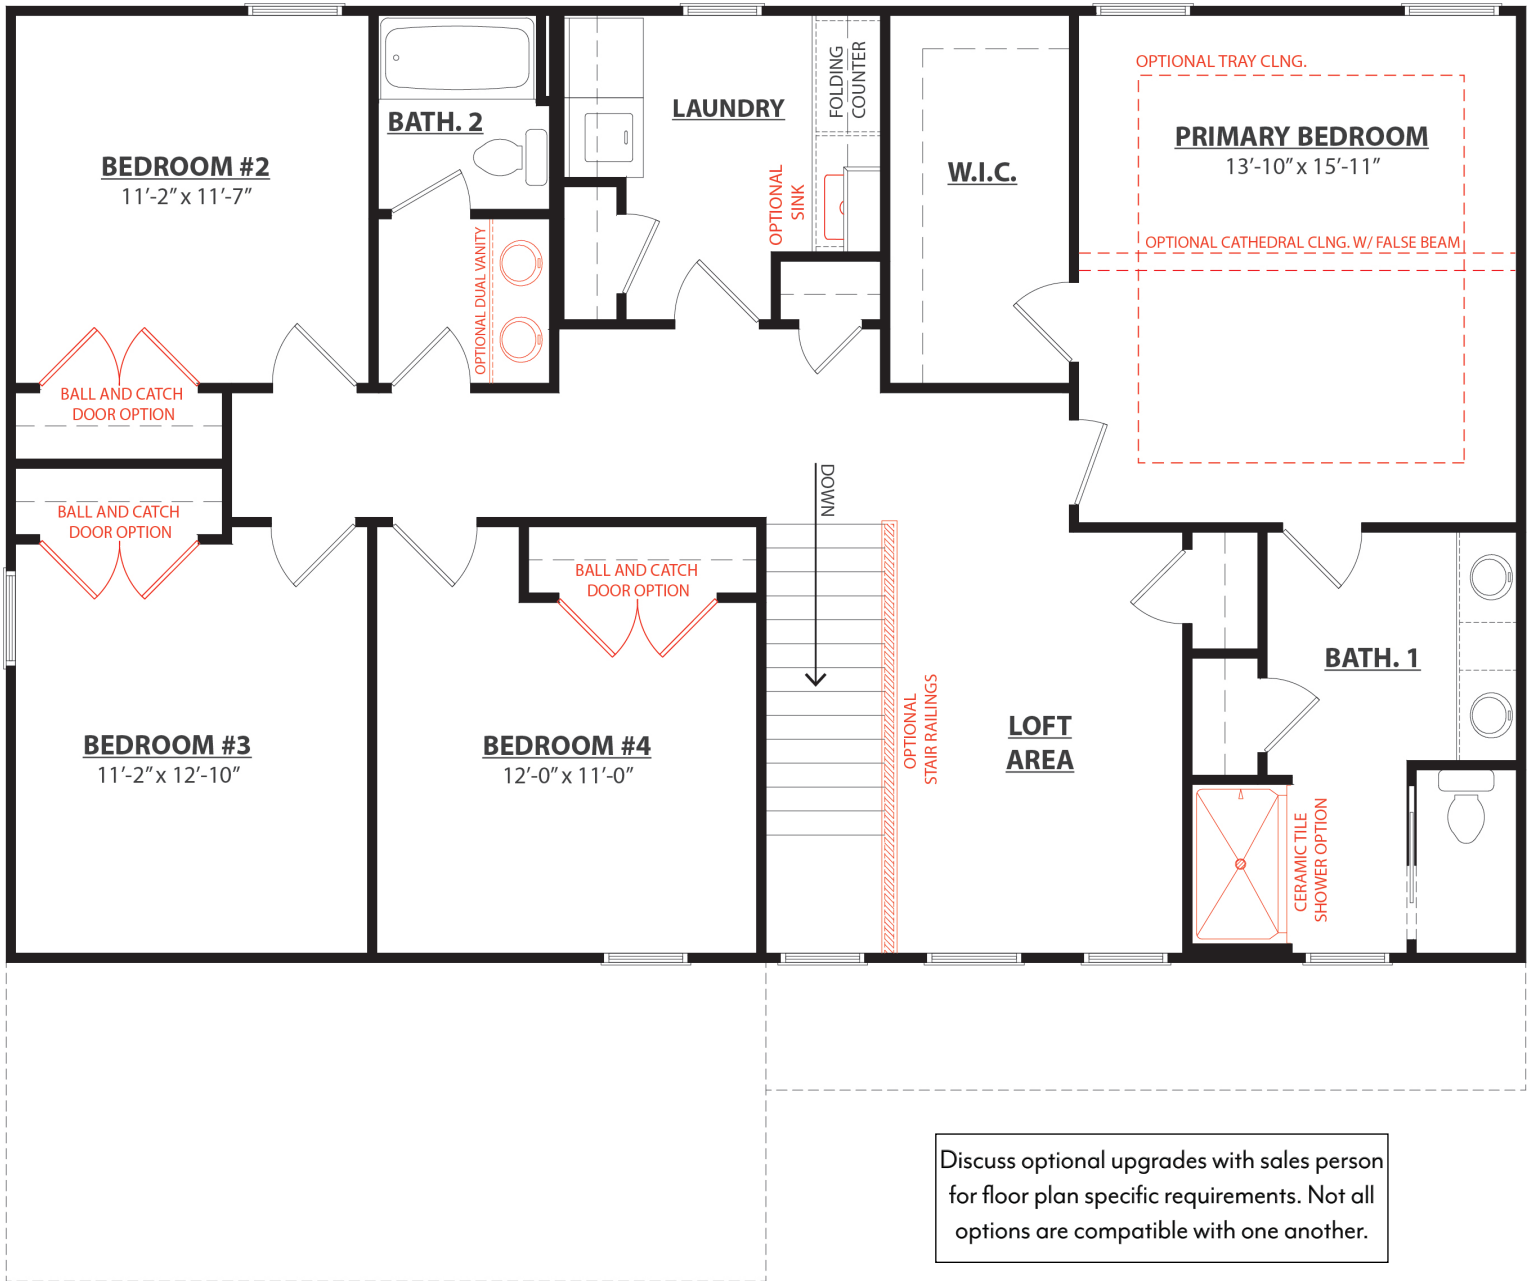 OPTIONAL TRAY CLNG.
FOLDING
COUNTER
LAUNDRY
BATH. 2
PRIMARY BEDROOM
13'-10” x 15'-11”
BEDROOM #2
11'-2” x 11'-7”
W.I.C.
OPTIONAL
SINK
OPTIONAL DUAL VANITY
OPTIONAL CATHEDRAL CLNG. W/ FALSE BEAM
BALL AND CATCH
DOOR OPTION
DOWN
BALL AND CATCH
DOOR OPTION
BALL AND CATCH
DOOR OPTION
BATH. 1
OPTIONAL
STAIR RAILINGS
LOFT
AREA
BEDROOM #3
11'-2” x 12'-10”
BEDROOM #4
12'-0” x 11'-0”
CERAMIC TILE
SHOWER OPTION
Discuss optional upgrades with sales person
for floor plan specific requirements. Not all
options are compatible with one another.